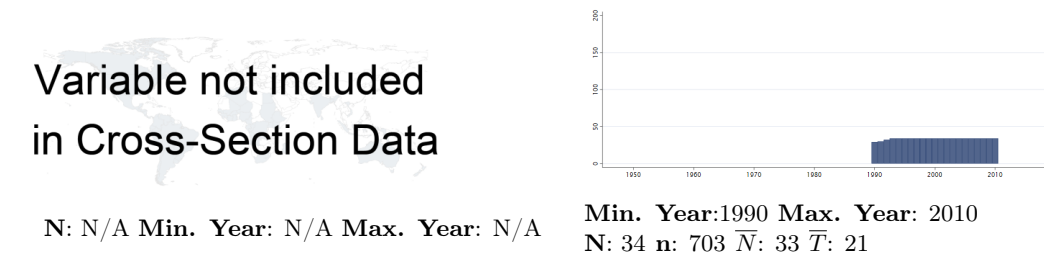 Variable not included
in Cross-Section Data
N: N/A Min. Year: N/A Max. Year: N/A
200
150
100
50
0
1950 1960 1970 1980 1990 2000 2010
Min. Year:1990 Max. Year: 2010
N: 34 n: 703 N̅: 33 T̅: 21